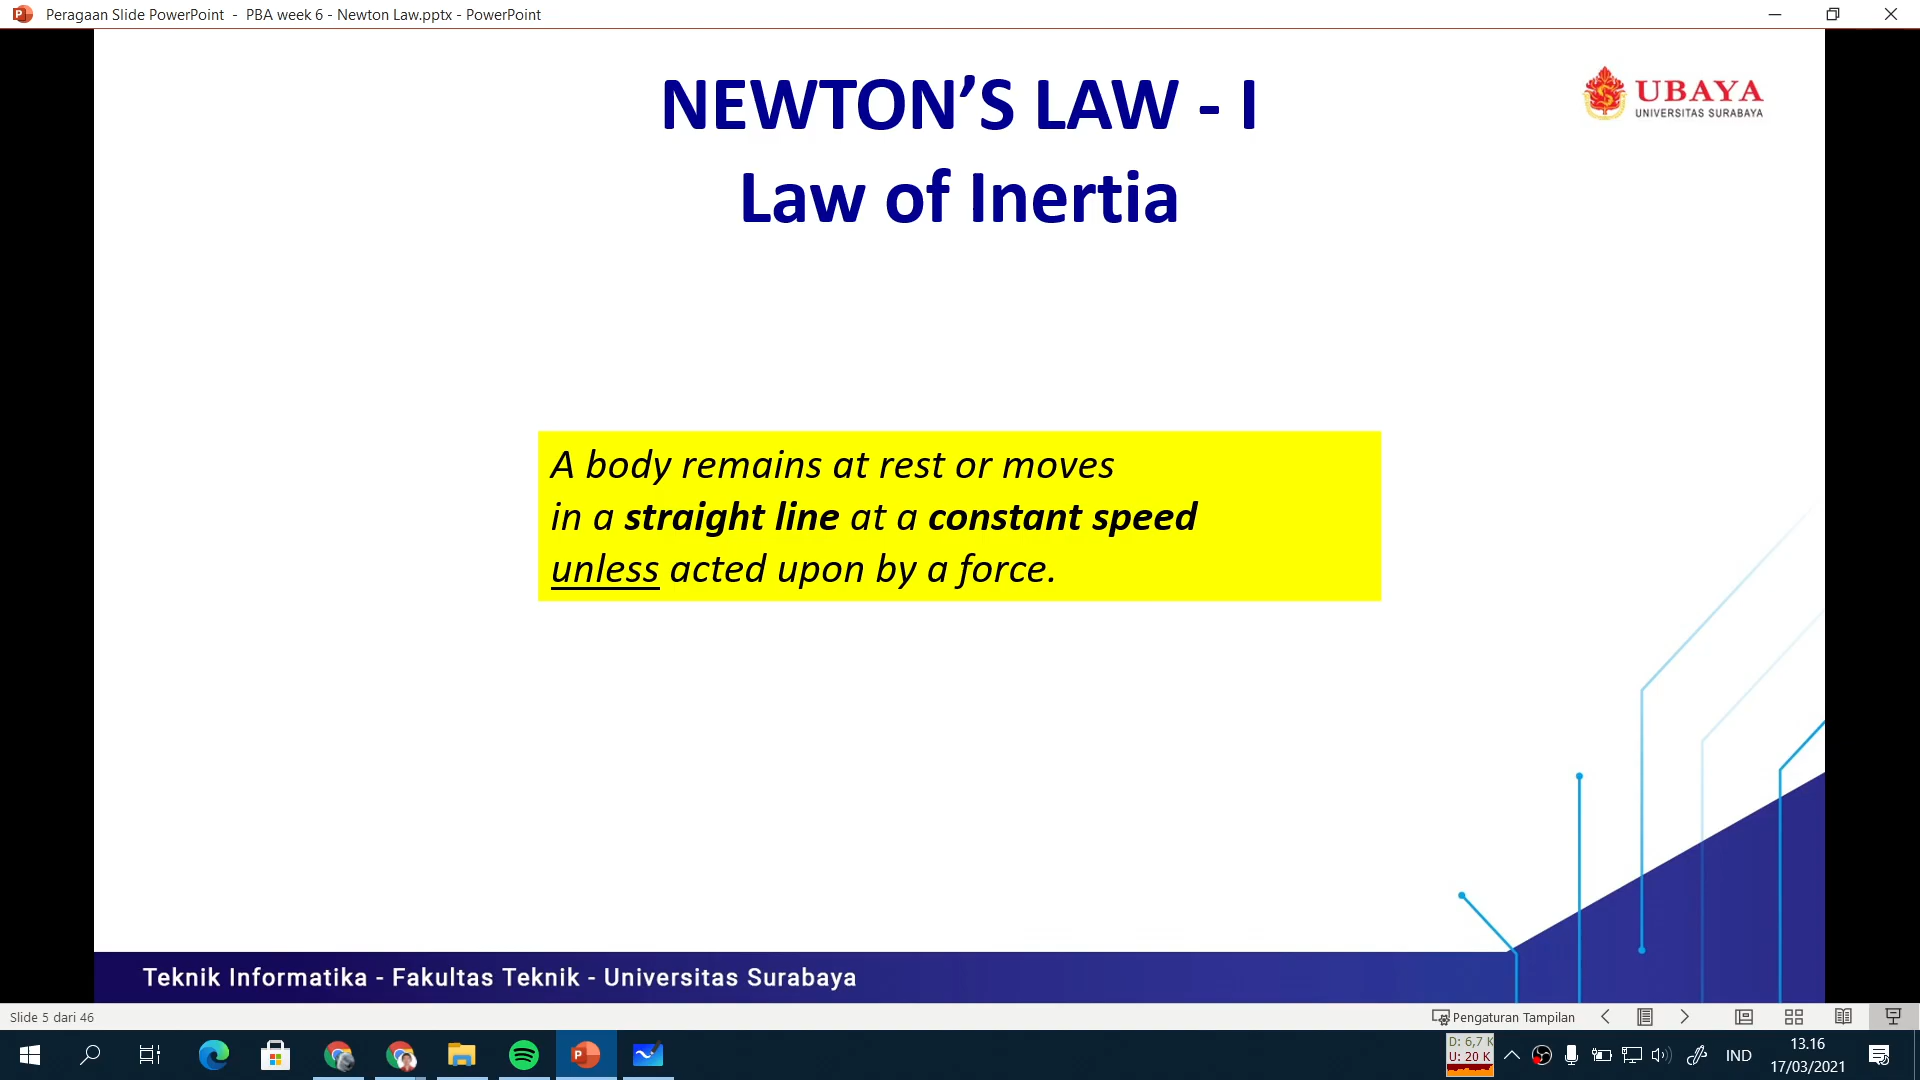 Peragaan Slide PowerPoint - PBA week 6 - Newton Law.pptx - PowerPoint
NEWTON’S LAW - I
Law of Inertia
UBAYA
UNIVERSITAS SURABAYA
A body remains at rest or moves
in a straight line at a constant speed
unless acted upon by a force.
Teknik Informatika - Fakultas Teknik - Universitas Surabaya
Slide 5 dari 46
Pengaturan Tampilan
D: 6,7 K
U: 20 K
IND
13.16
17/03/2021